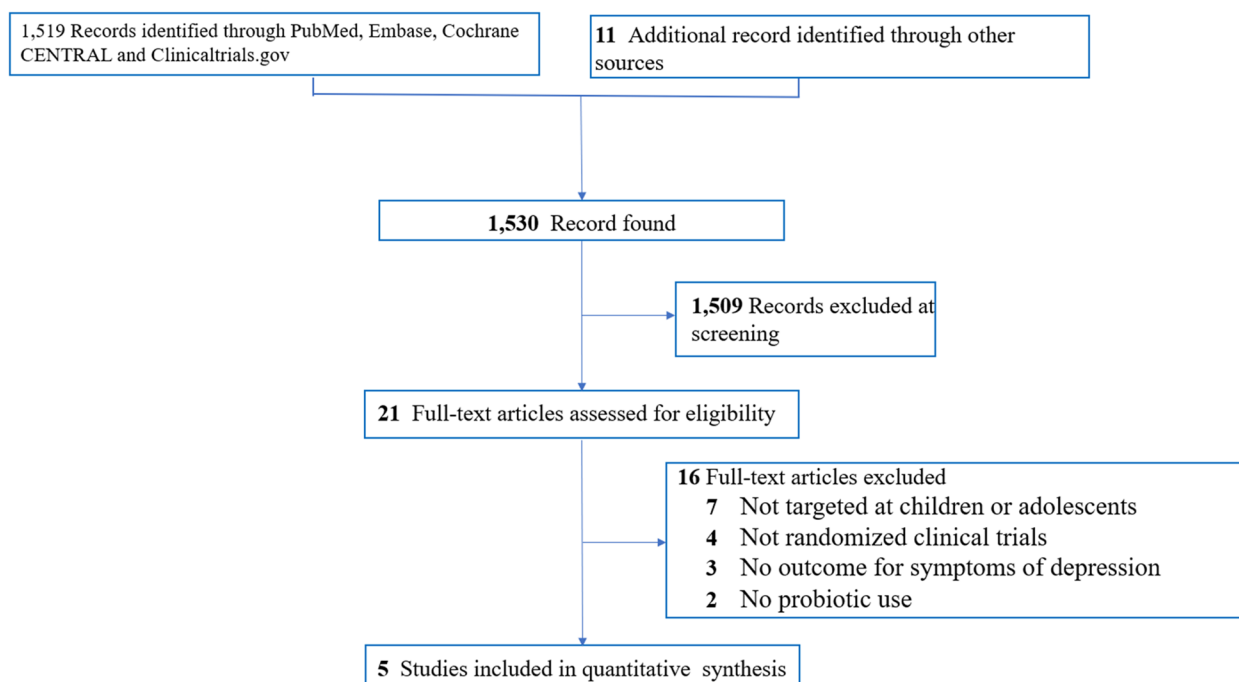 1,519 Records identified through PubMed, Embase, Cochrane
CENTRAL and Clinicaltrials.gov
11 Additional record identified through other
sources
1,530 Record found
1,509 Records excluded at
screening
21 Full-text articles assessed for eligibility
16 Full-text articles excluded
7 Not targeted at children or adolescents
4 Not randomized clinical trials
3 No outcome for symptoms of depression
2 No probiotic use
5 Studies included in quantitative synthesis